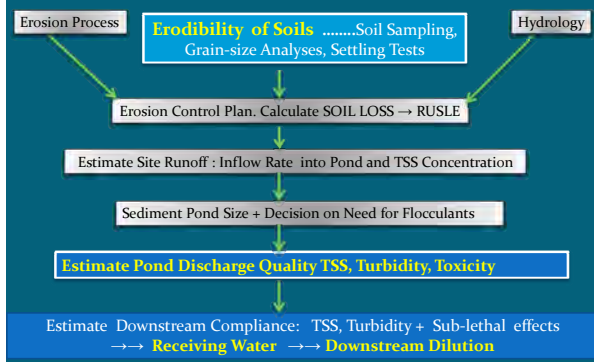 Erosion Process
Erodibility of Soils ........Soil Sampling,
Grain-size Analyses, Settling Tests
Hydrology
Erosion Control Plan. Calculate SOIL LOSS → RUSLE
Estimate Site Runoff : Inflow Rate into Pond and TSS Concentration
Sediment Pond Size + Decision on Need for Flocculants
Estimate Pond Discharge Quality TSS, Turbidity, Toxicity
Estimate Downstream Compliance: TSS, Turbidity + Sub-lethal effects
→→ Receiving Water →→ Downstream Dilution